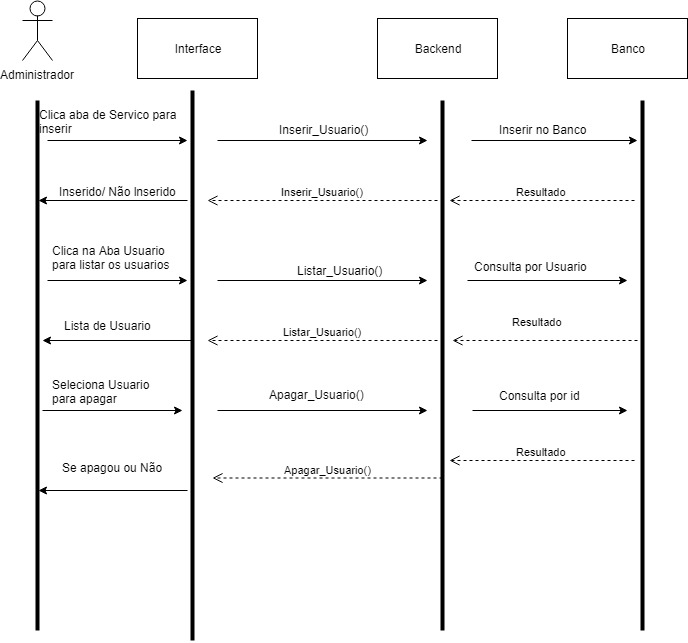 Administrador
Interface
Backend
Banco
Clica aba de Servico para
inserir
Inserir_Usuario()
Inserir no Banco
Inserido/ Não Inserido
Inserir_Usuario()
Resultado
Clica na Aba Usuario
para listar os usuarios
Listar_Usuario()
Consulta por Usuario
Lista de Usuario
Listar_Usuario()
Resultado
Seleciona Usuario
para apagar
Apagar_Usuario()
Consulta por id
Se apagou ou Não
Apagar_Usuario()
Resultado